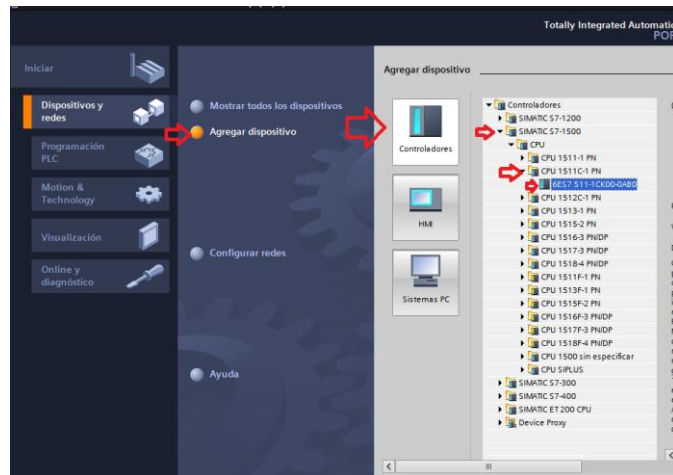 Totally Integrated Automatic
POR
Iniciar
Dispositivos y
redes
Programación
PLC
Motion &
Technology
Visualización
Online y
diagnóstico
Mostrar todos los dispositivos
Agregar dispositivo
Configurar redes
Ayuda
Agregar dispositivo
Controladores
HMI
Sistemas PC
Controladores
SIMATIC S7-1200
SIMATIC S7-1500
CPU
CPU 1511-1 PN
CPU 1511C-1 PN
6ES7 511-1CK00-0AB0
CPU 1512C-1 PN
CPU 1513-1 PN
CPU 1515-2 PN
CPU 1516-3 PN/DP
CPU 1517-3 PN/DP
CPU 1518-4 PN/DP
CPU 1511F-1 PN
CPU 1513F-1 PN
CPU 1515F-2 PN
CPU 1516F-3 PN/DP
CPU 1517F-3 PN/DP
CPU 1518F-4 PN/DP
CPU 1500 sin especificar
CPU SIPLUS
SIMATIC S7-300
SIMATIC S7-400
SIMATIC ET 200 CPU
Device Proxy